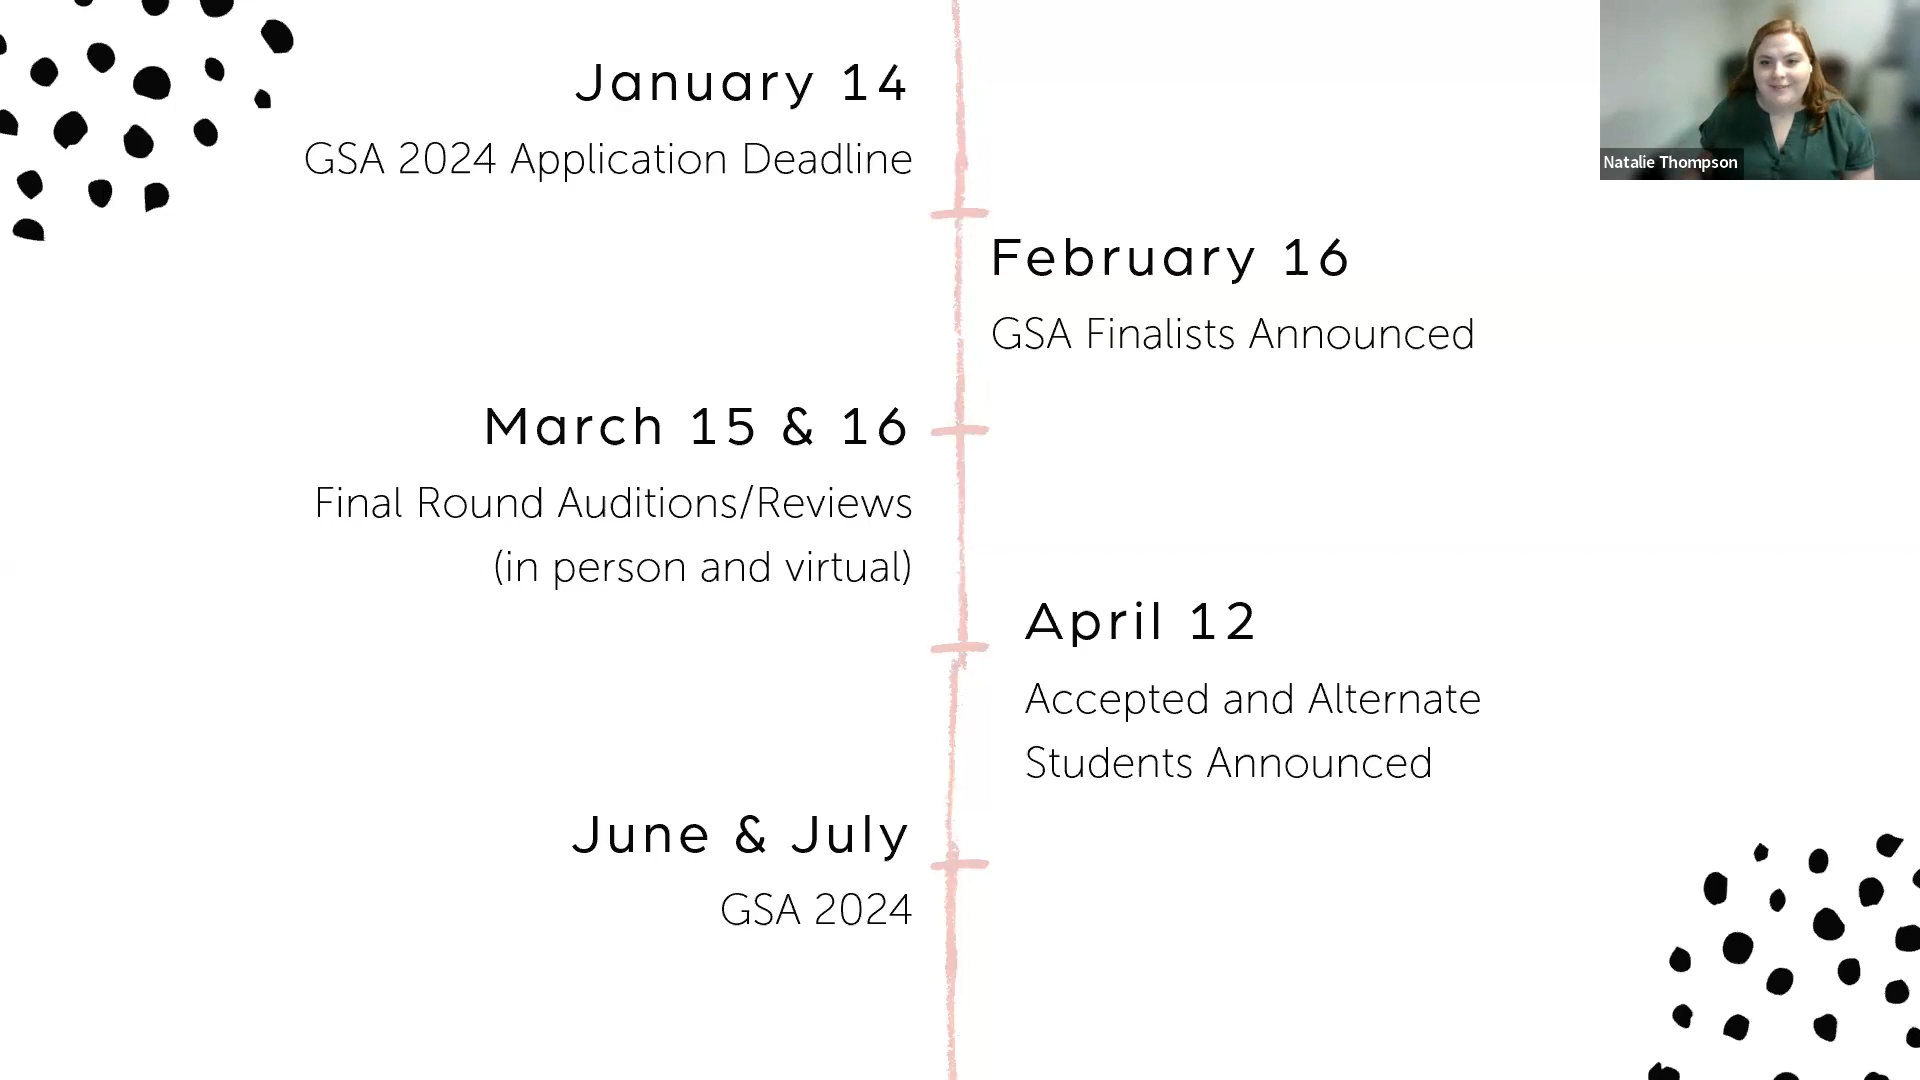 January 14
GSA 2024 Application Deadline
Natalie Thompson
February 16
GSA Finalists Announced
March 15 & 16
Final Round Auditions/Reviews
(in person and virtual)
April 12
Accepted and Alternate
Students Announced
June & July
GSA 2024